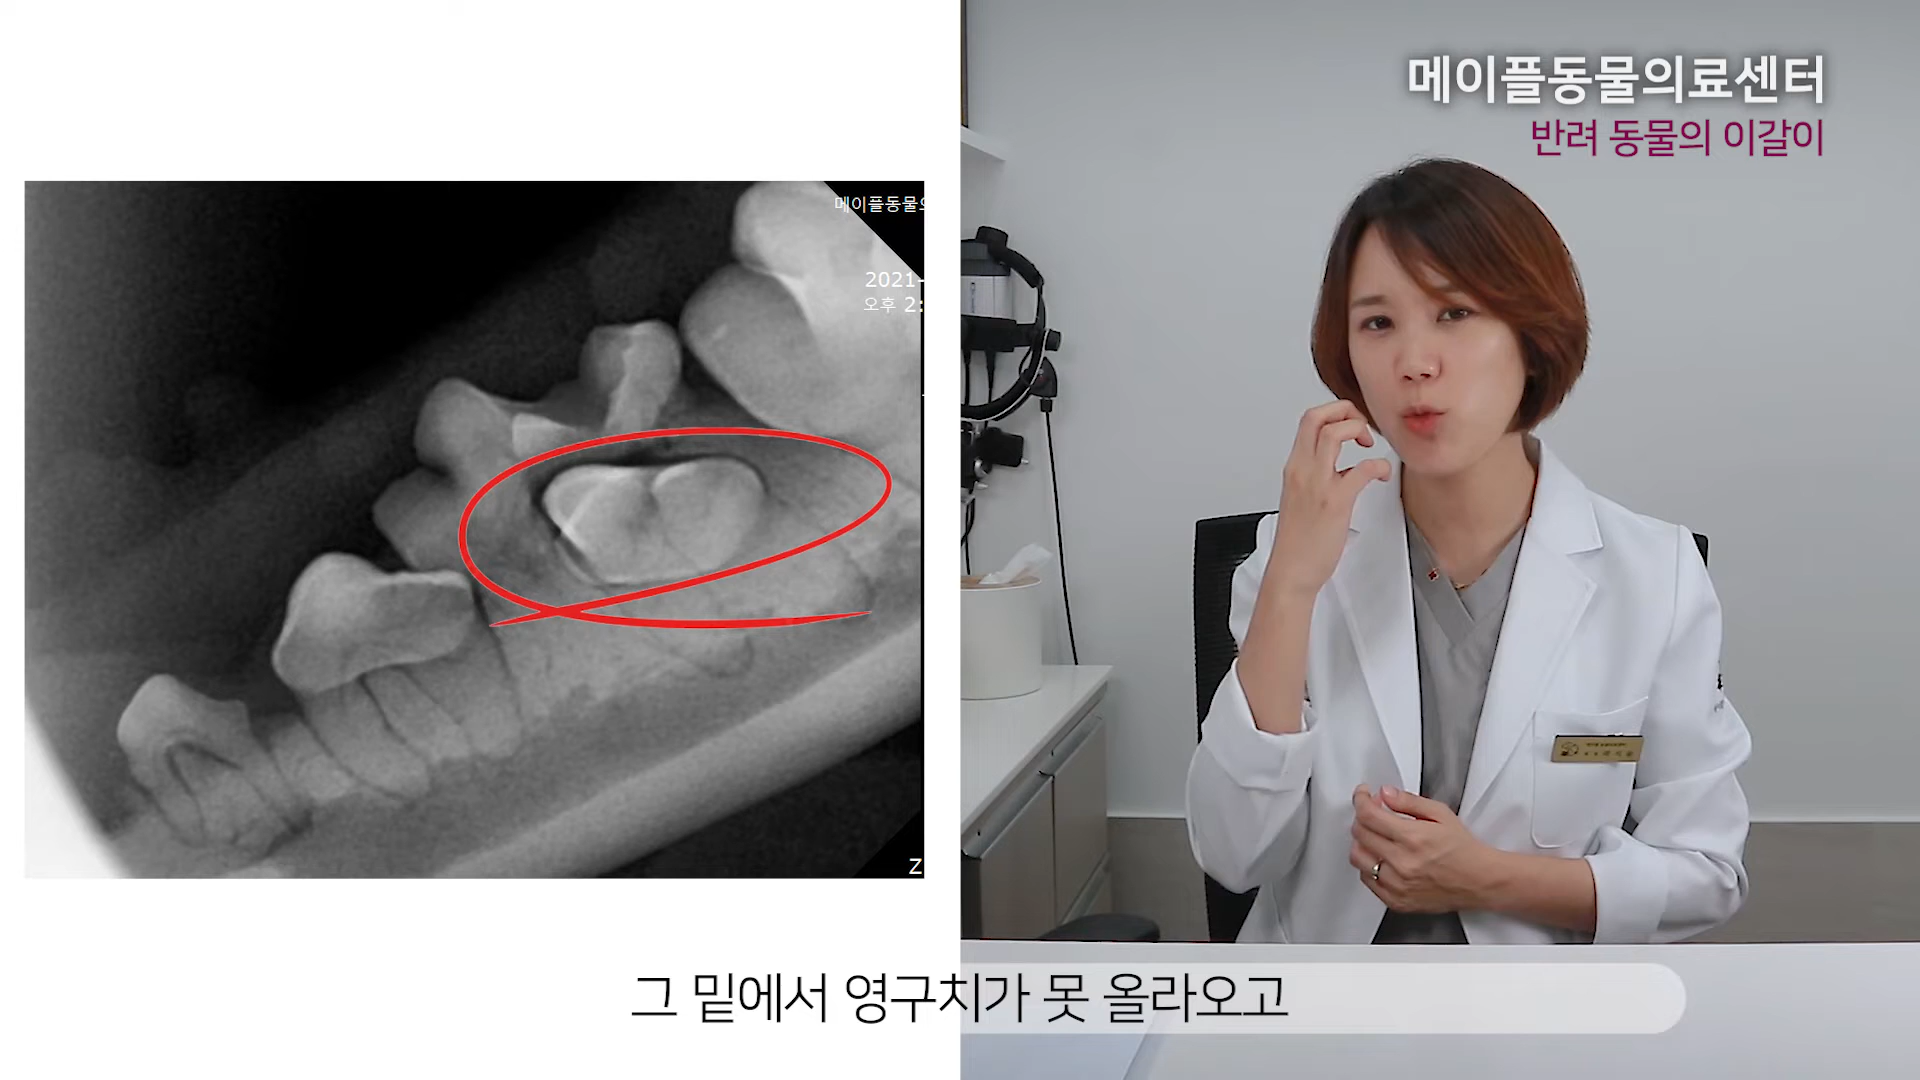 메이플동물의료센터
반려 동물의 이갈이
메이플동물의
2021-
오후 2:
Z
그 밑에서 영구치가 못 올라오고